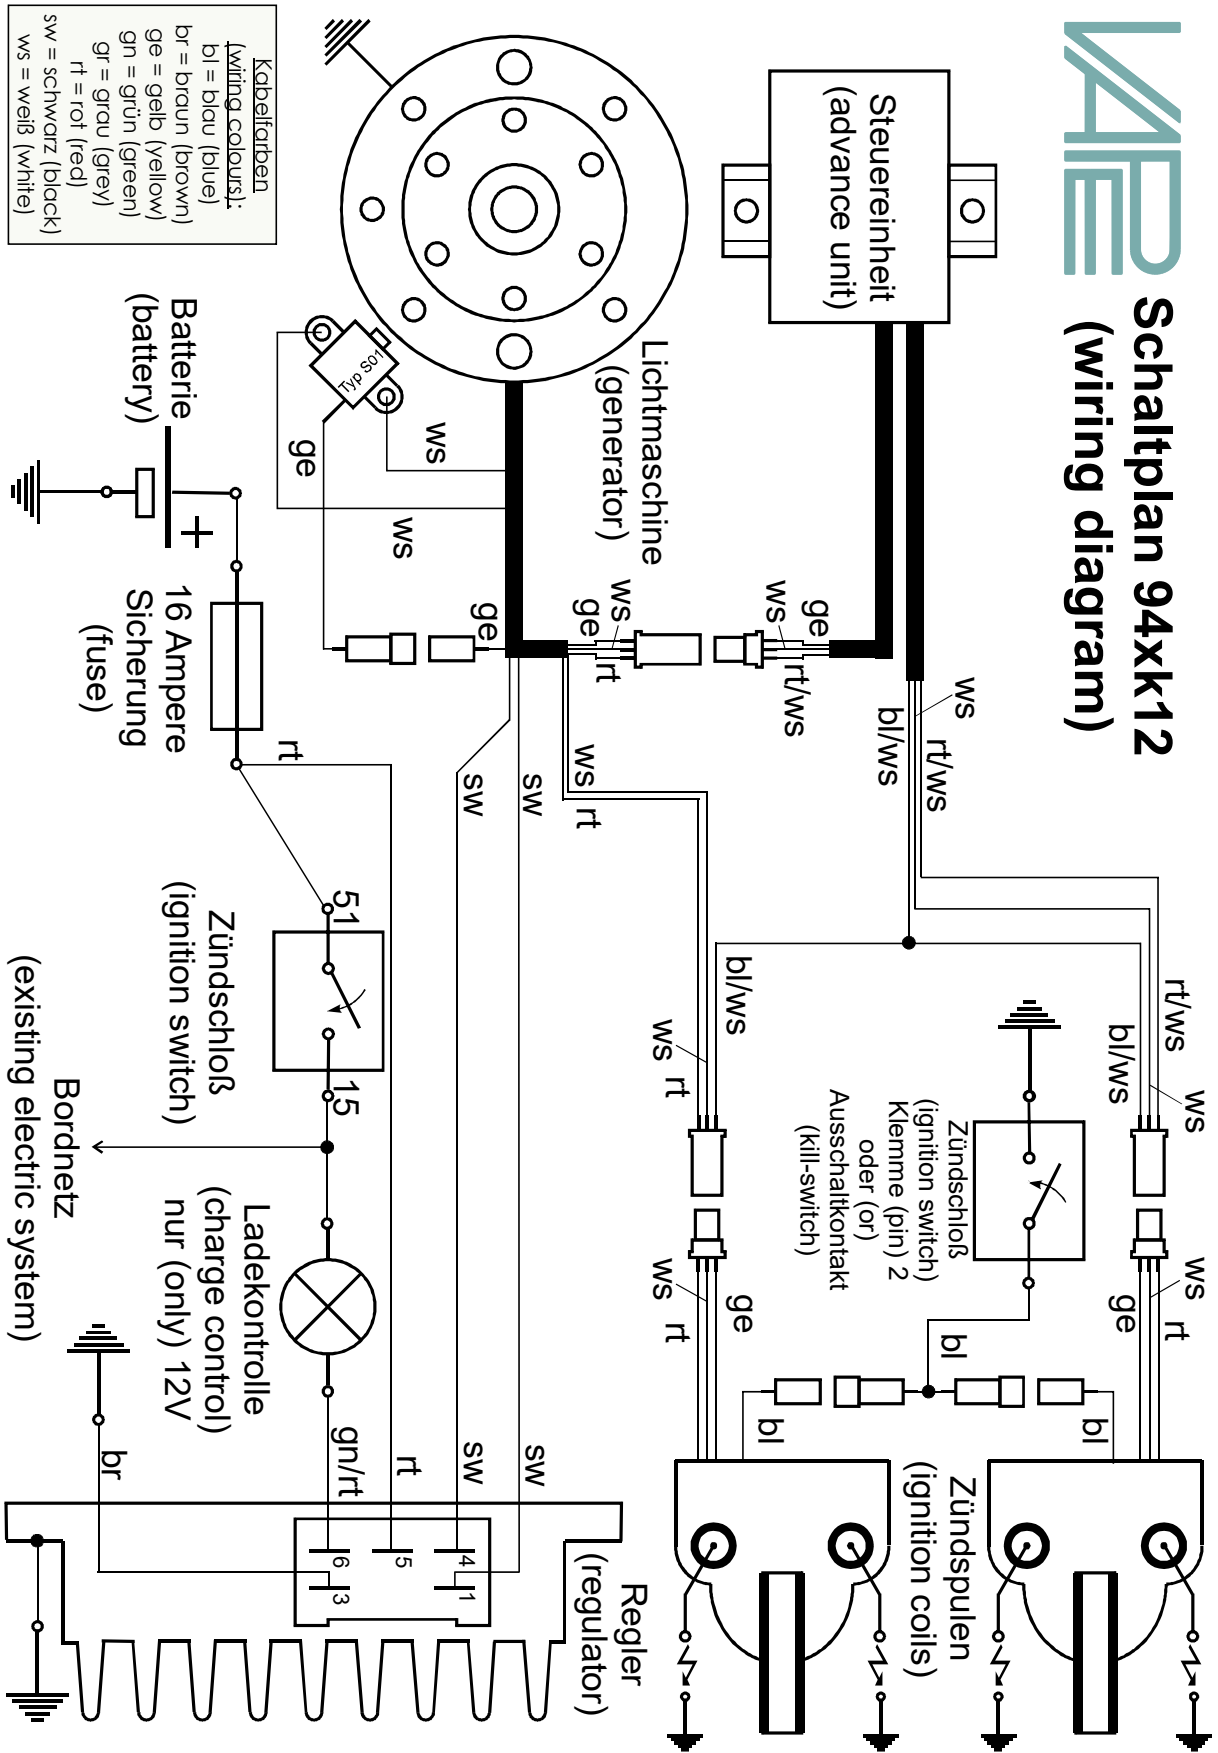 VAPE
Schaltplan 94xk12
(wiring diagram)
Steuereinheit
(advance unit)
Lichtmaschine
(generator)
Typ S01
Kabelfarben
(wiring colours):
bl = blau (blue)
br = braun (brown)
ge = gelb (yellow)
gn = grün (green)
gr = grau (grey)
rt = rot (red)
sw = schwarz (black)
ws = weiß (white)
ws
ws
ge
ge
ge
ws
rt
ge
ws
rt/ws
ws
rt/ws
bl/ws
ws
rt
sw
sw
Batterie
(battery)
+
16 Ampere
Sicherung
(fuse)
rt
51
15
Zündschloß
(ignition switch)
Bordnetz
(existing electric system)
Ladekontrolle
(charge control)
nur (only) 12V
rt/ws
ws
bl/ws
bl/ws
ws
rt
Zündschloß
(ignition switch)
Klemme (pin) 2
oder (or)
Ausschaltkontakt
(kill-switch)
ws
rt
ge
ge
ws
rt
bl
bl
bl
Zündspulen
(ignition coils)
sw
sw
rt
gn/rt
br
4
1
5
6
3
Regler
(regulator)